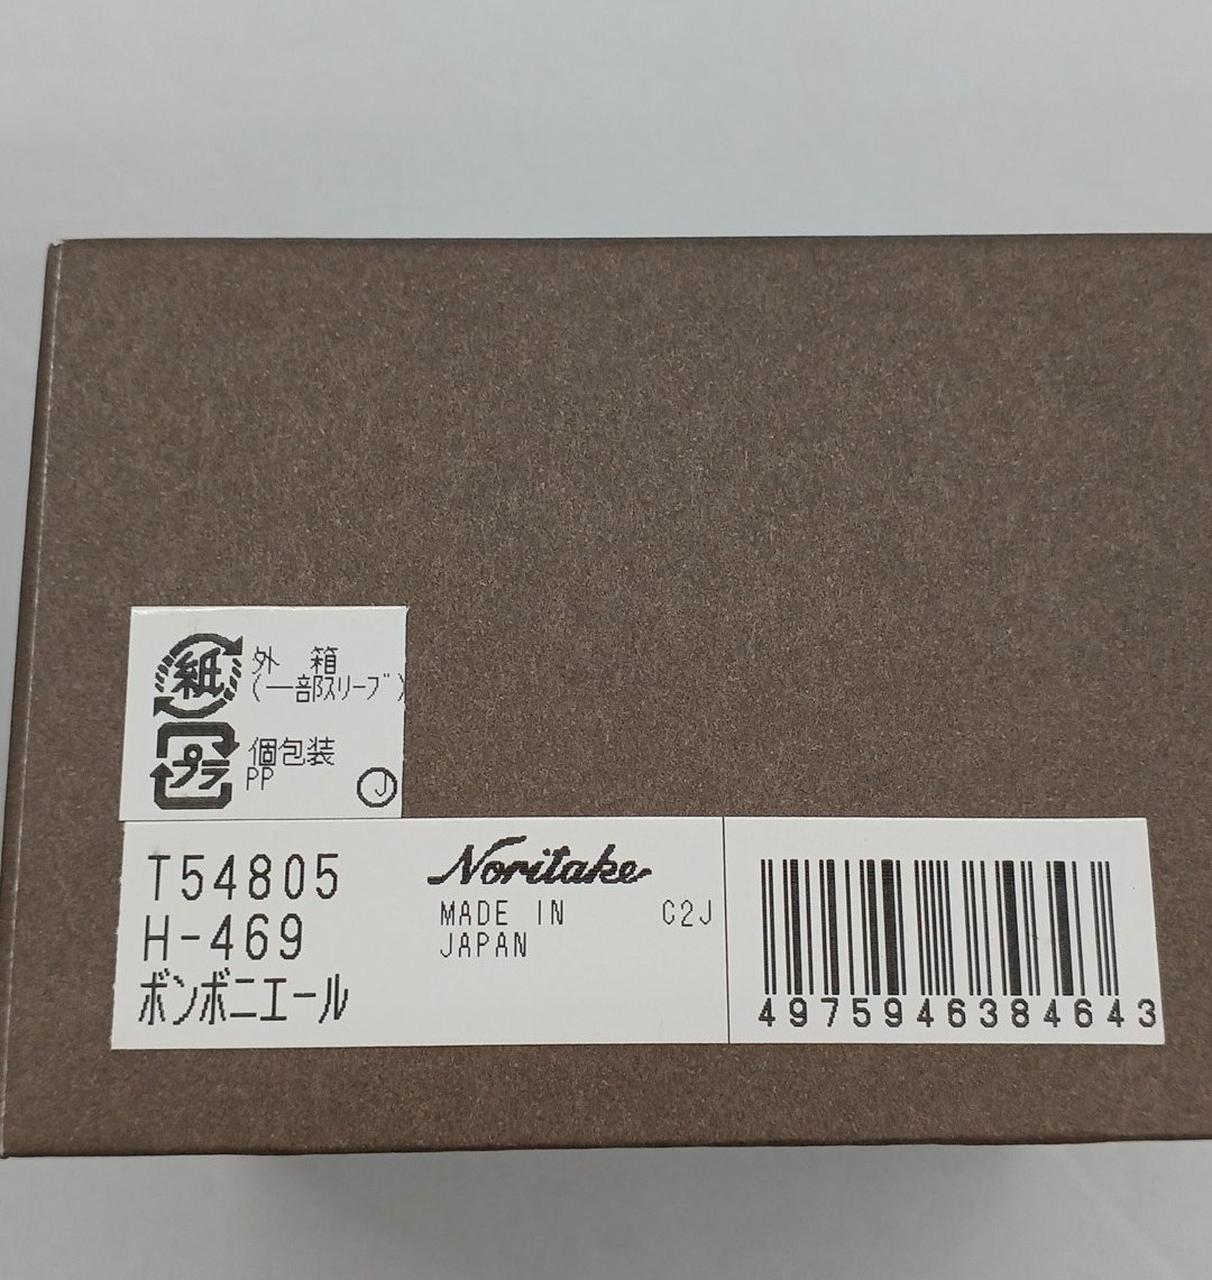 紙
外 箱
(一部スリーブ)
プラ
個包装
PP
J
T54805
H-469
ボンボニエール
Noritake
MADE IN
JAPAN
C2J
4975946384643